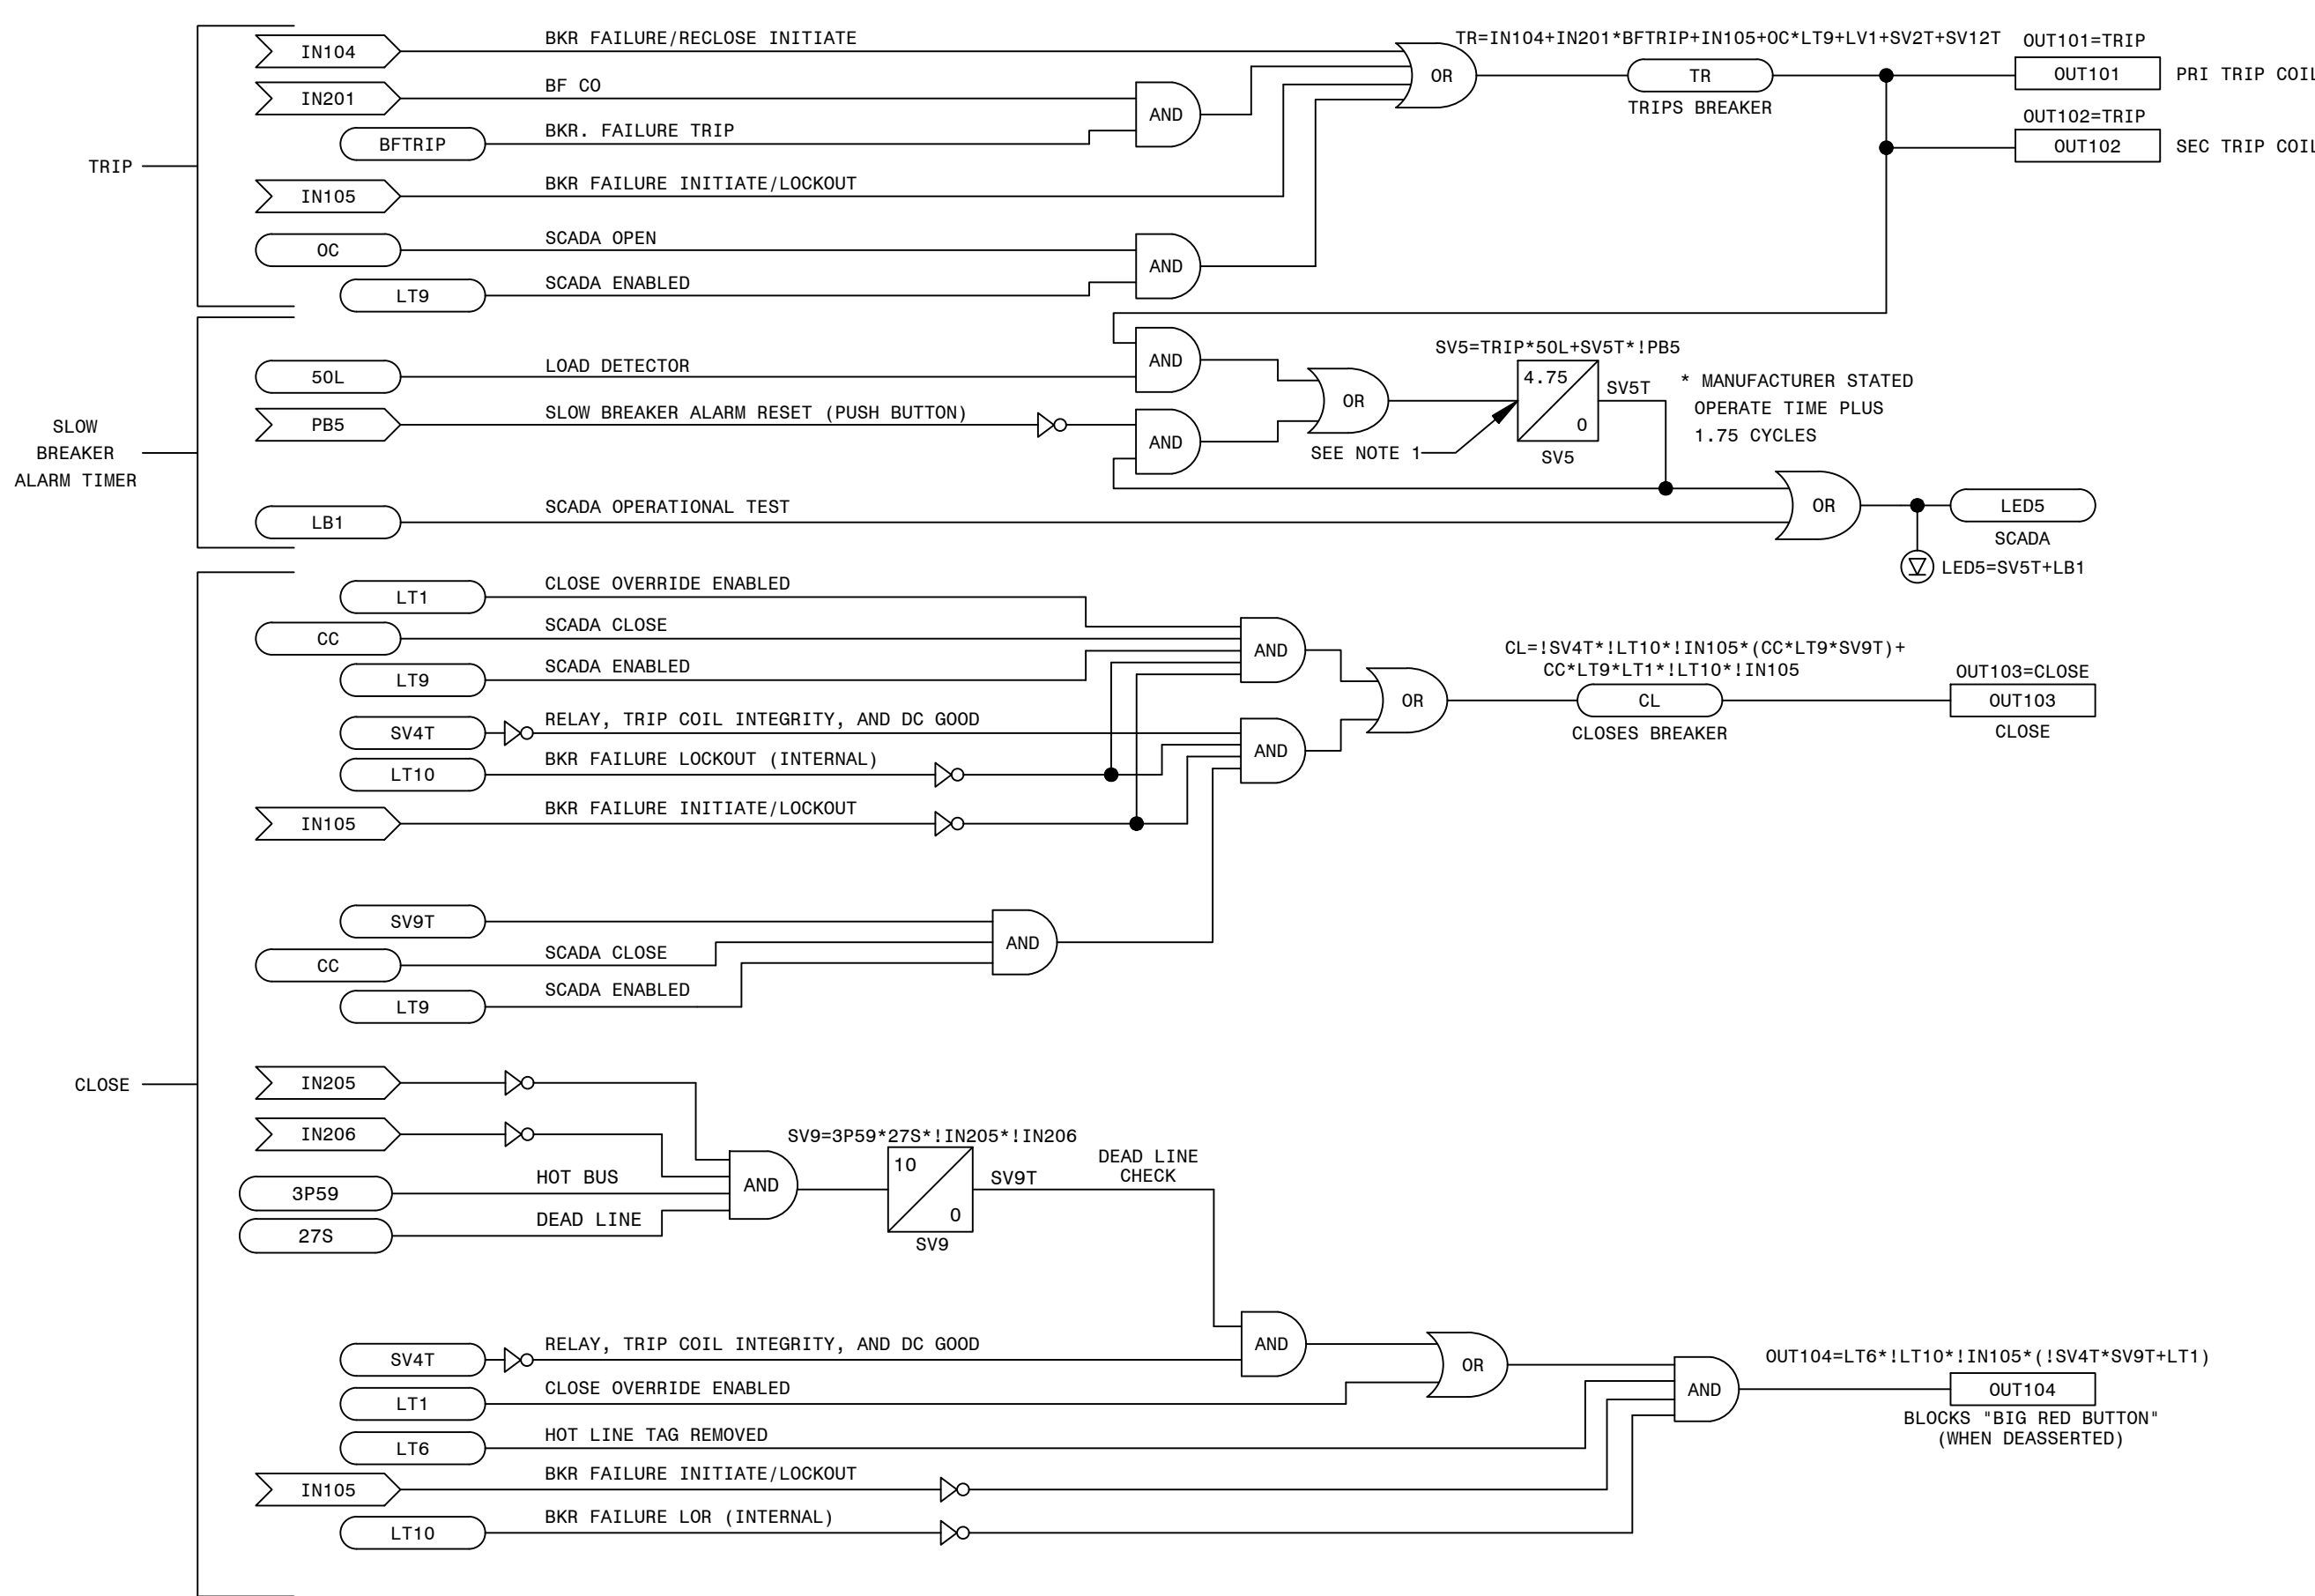 TRIP
IN104
BKR FAILURE/RECLOSE INITIATE
IN201
BF CO
BFTRIP
BKR. FAILURE TRIP
IN105
BKR FAILURE INITIATE/LOCKOUT
OC
SCADA OPEN
LT9
SCADA ENABLED
AND
AND
OR
TR=IN104+IN201*BFTRIP+IN105+OC*LT9+LV1+SV2T+SV12T
TR
TRIPS BREAKER
OUT101=TRIP
OUT101
PRI TRIP COIL
OUT102=TRIP
OUT102
SEC TRIP COIL
SLOW
BREAKER
ALARM TIMER
50L
LOAD DETECTOR
PB5
SLOW BREAKER ALARM RESET (PUSH BUTTON)
LB1
SCADA OPERATIONAL TEST
AND
AND
OR
SEE NOTE 1
SV5=TRIP*50L+SV5T*!PB5
4.75
0
SV5
SV5T
* MANUFACTURER STATED
OPERATE TIME PLUS
1.75 CYCLES
OR
LED5
SCADA
LED5=SV5T+LB1
CLOSE
LT1
CLOSE OVERRIDE ENABLED
CC
SCADA CLOSE
LT9
SCADA ENABLED
SV4T
RELAY, TRIP COIL INTEGRITY, AND DC GOOD
LT10
BKR FAILURE LOCKOUT (INTERNAL)
IN105
BKR FAILURE INITIATE/LOCKOUT
AND
AND
OR
CL=!SV4T*!LT10*!IN105*(CC*LT9*SV9T)+
CC*LT9*LT1*!LT10*!IN105
CL
CLOSES BREAKER
OUT103=CLOSE
OUT103
CLOSE
SV9T
CC
SCADA CLOSE
LT9
SCADA ENABLED
AND
IN205
IN206
3P59
HOT BUS
27S
DEAD LINE
AND
SV9=3P59*27S*!IN205*!IN206
10
0
SV9
SV9T
DEAD LINE
CHECK
SV4T
RELAY, TRIP COIL INTEGRITY, AND DC GOOD
LT1
CLOSE OVERRIDE ENABLED
LT6
HOT LINE TAG REMOVED
IN105
BKR FAILURE INITIATE/LOCKOUT
LT10
BKR FAILURE LOR (INTERNAL)
AND
OR
AND
OUT104=LT6*!LT10*!IN105*(!SV4T*SV9T+LT1)
OUT104
BLOCKS "BIG RED BUTTON"
(WHEN DEASSERTED)